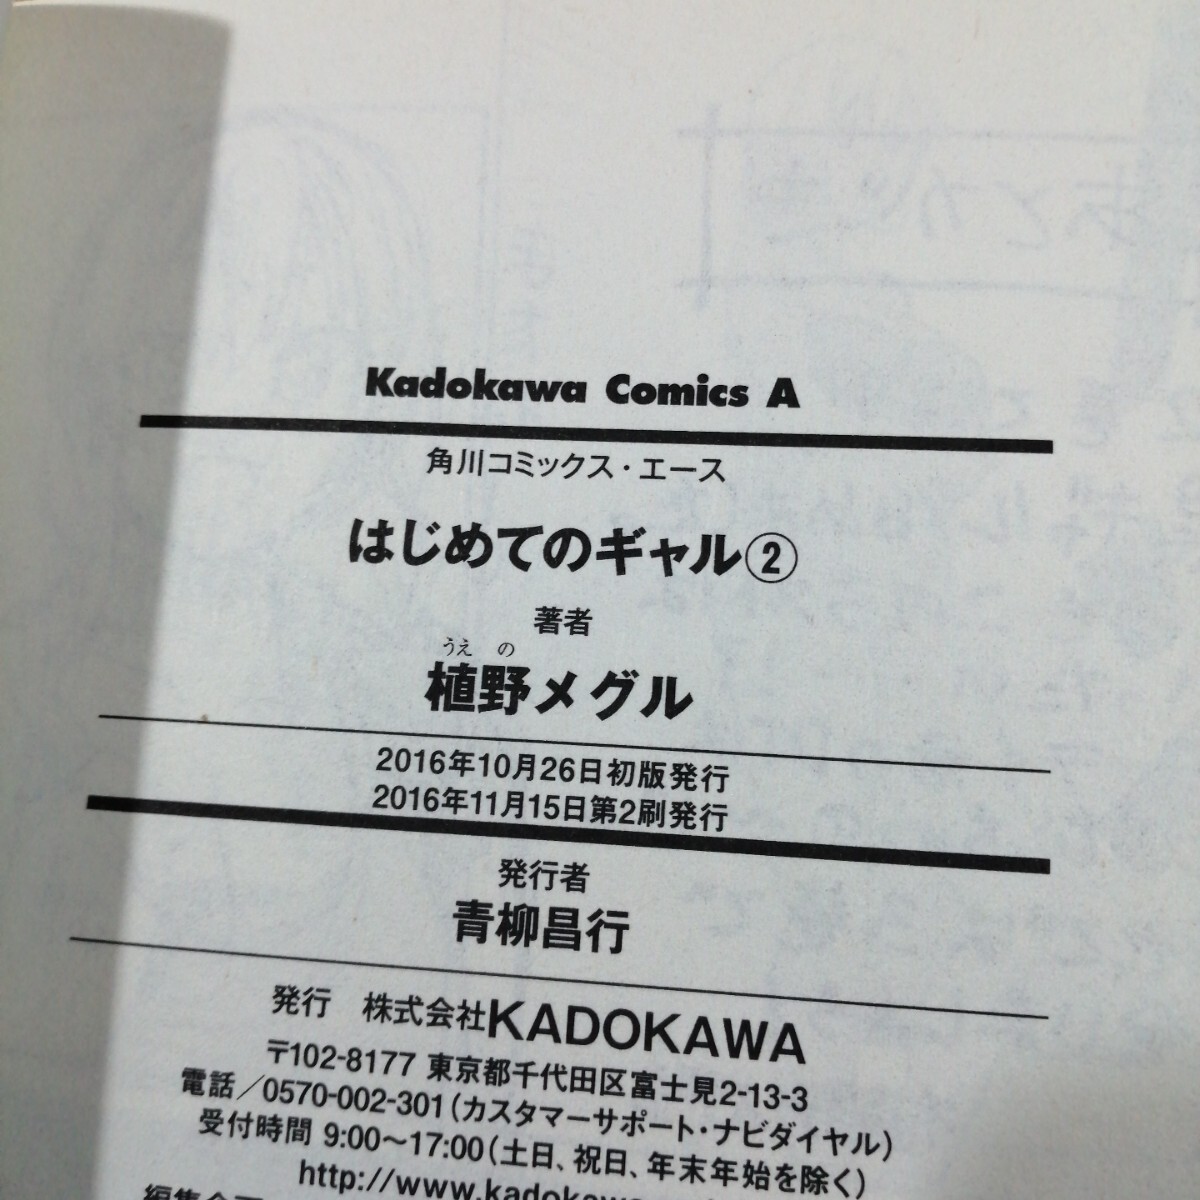 Kadokawa Comics A
角川コミックス・エース
はじめてのギャル②
著者
うえ の
植野メグル
2016年10月26日初版発行
2016年11月15日第2刷発行
発行者
青柳昌行
発行 株式会社KADOKAWA
〒102-8177 東京都千代田区富士見2-13-3
電話/0570-002-301(カスタマーサポート・ナビダイヤル)
受付時間 9:00〜17:00(土日、祝日、年末年始を除く)
http://www.kadokawa
編集企画